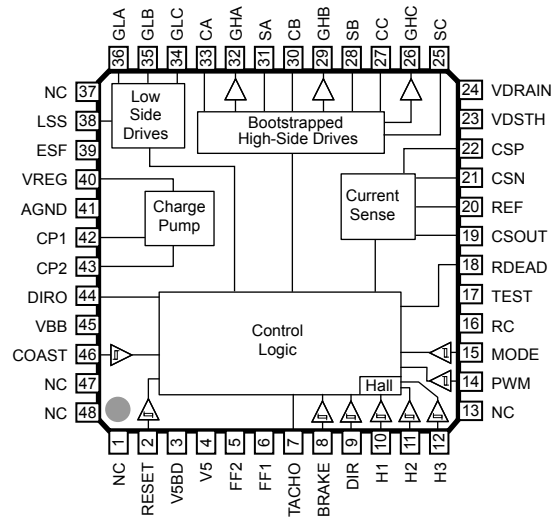 GLA
GLB
GLC
CA
GHA
SA
CB
GHB
SB
CC
GHC
SC
36
35
34
33
32
31
30
29
28
27
26
25
NC 37
LSS 38
ESF 39
VREG 40
AGND 41
CP1 42
CP2 43
DIRO 44
VBB 45
COAST 46
NC 47
NC 48
Low
Side
Drives
Bootstrapped
High-Side Drives
Charge
Pump
Current
Sense
Control
Logic
Hall
24 VDRAIN
23 VDSTH
22 CSP
21 CSN
20 REF
19 CSOUT
18 RDEAD
17 TEST
16 RC
15 MODE
14 PWM
13 NC
1
2
3
4
5
6
7
8
9
10
11
12
NC
RESET
V5BD
V5
FF2
FF1
TACHO
BRAKE
DIR
H1
H2
H3